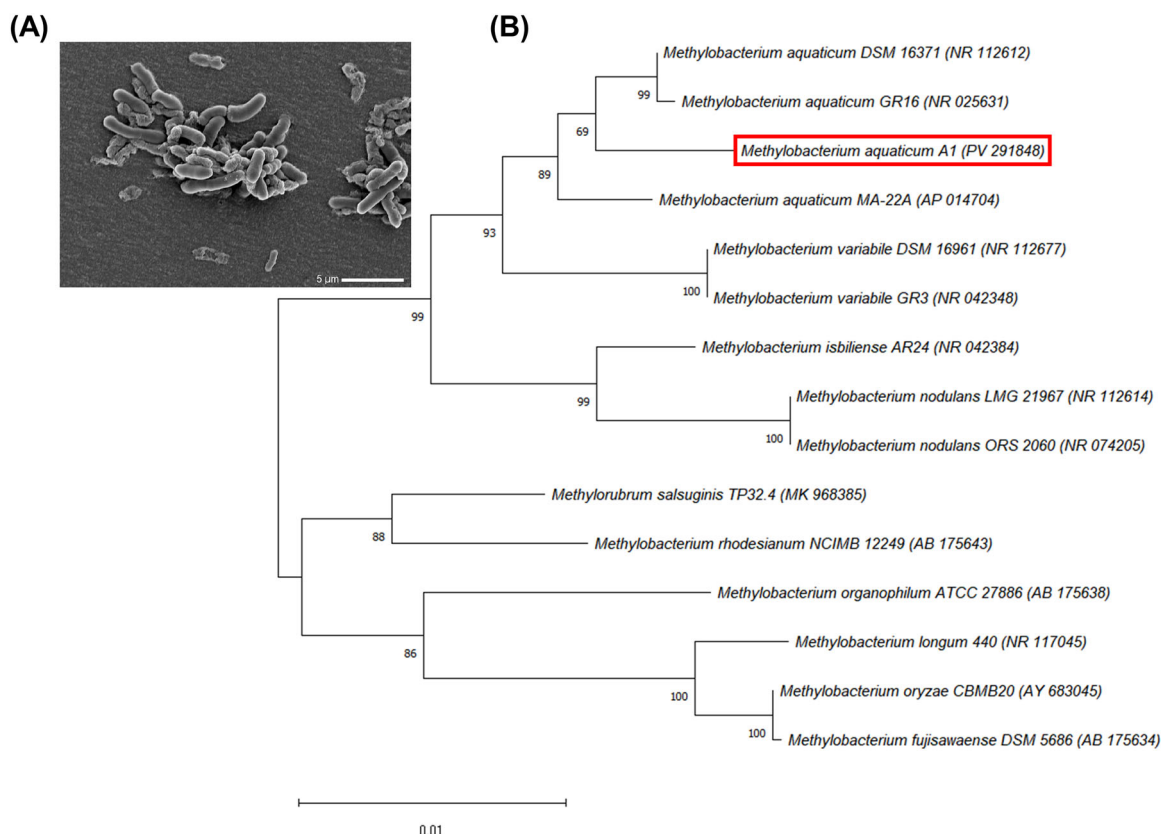 (A)
(B)
5 µm
Methylobacterium aquaticum DSM 16371 (NR 112612)
99
Methylobacterium aquaticum GR16 (NR 025631)
69
Methylobacterium aquaticum A1 (PV 291848)
89
Methylobacterium aquaticum MA-22A (AP 014704)
93
Methylobacterium variabile DSM 16961 (NR 112677)
100
Methylobacterium variabile GR3 (NR 042348)
99
Methylobacterium isbiliense AR24 (NR 042384)
99
Methylobacterium nodulans LMG 21967 (NR 112614)
100
Methylobacterium nodulans ORS 2060 (NR 074205)
Methylorubrum salsuginis TP32.4 (MK 968385)
88
Methylobacterium rhodesianum NCIMB 12249 (AB 175643)
Methylobacterium organophilum ATCC 27886 (AB 175638)
86
Methylobacterium longum 440 (NR 117045)
100
Methylobacterium oryzae CBMB20 (AY 683045)
100
Methylobacterium fujisawaense DSM 5686 (AB 175634)
0.01